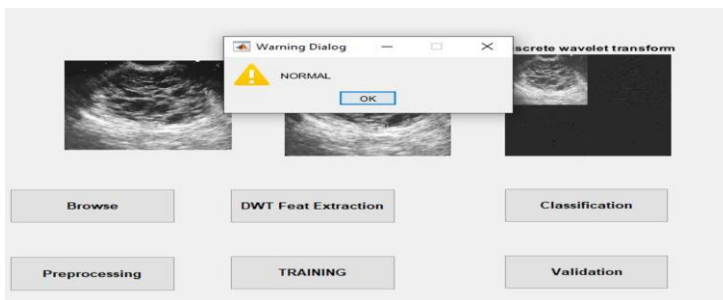 Warning Dialog
screte wavelet transform
NORMAL
OK
Browse
DWT Feat Extraction
Classification
Preprocessing
TRAINING
Validation